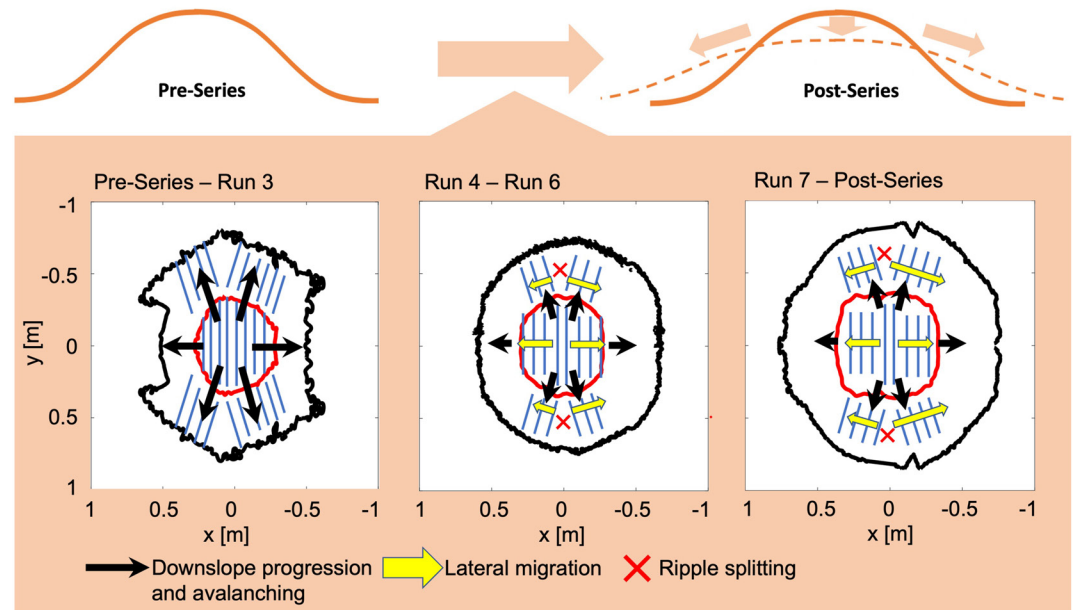 Pre-Series
Post-Series
Pre-Series – Run 3
Run 4 – Run 6
Run 7 – Post-Series
-1
-0.5
0
0.5
1
y [m]
1 0.5 0 -0.5 -1
1 0.5 0 -0.5 -1
1 0.5 0 -0.5 -1
x [m]
x [m]
x [m]
Downslope progression
and avalanching
Lateral migration
Ripple splitting